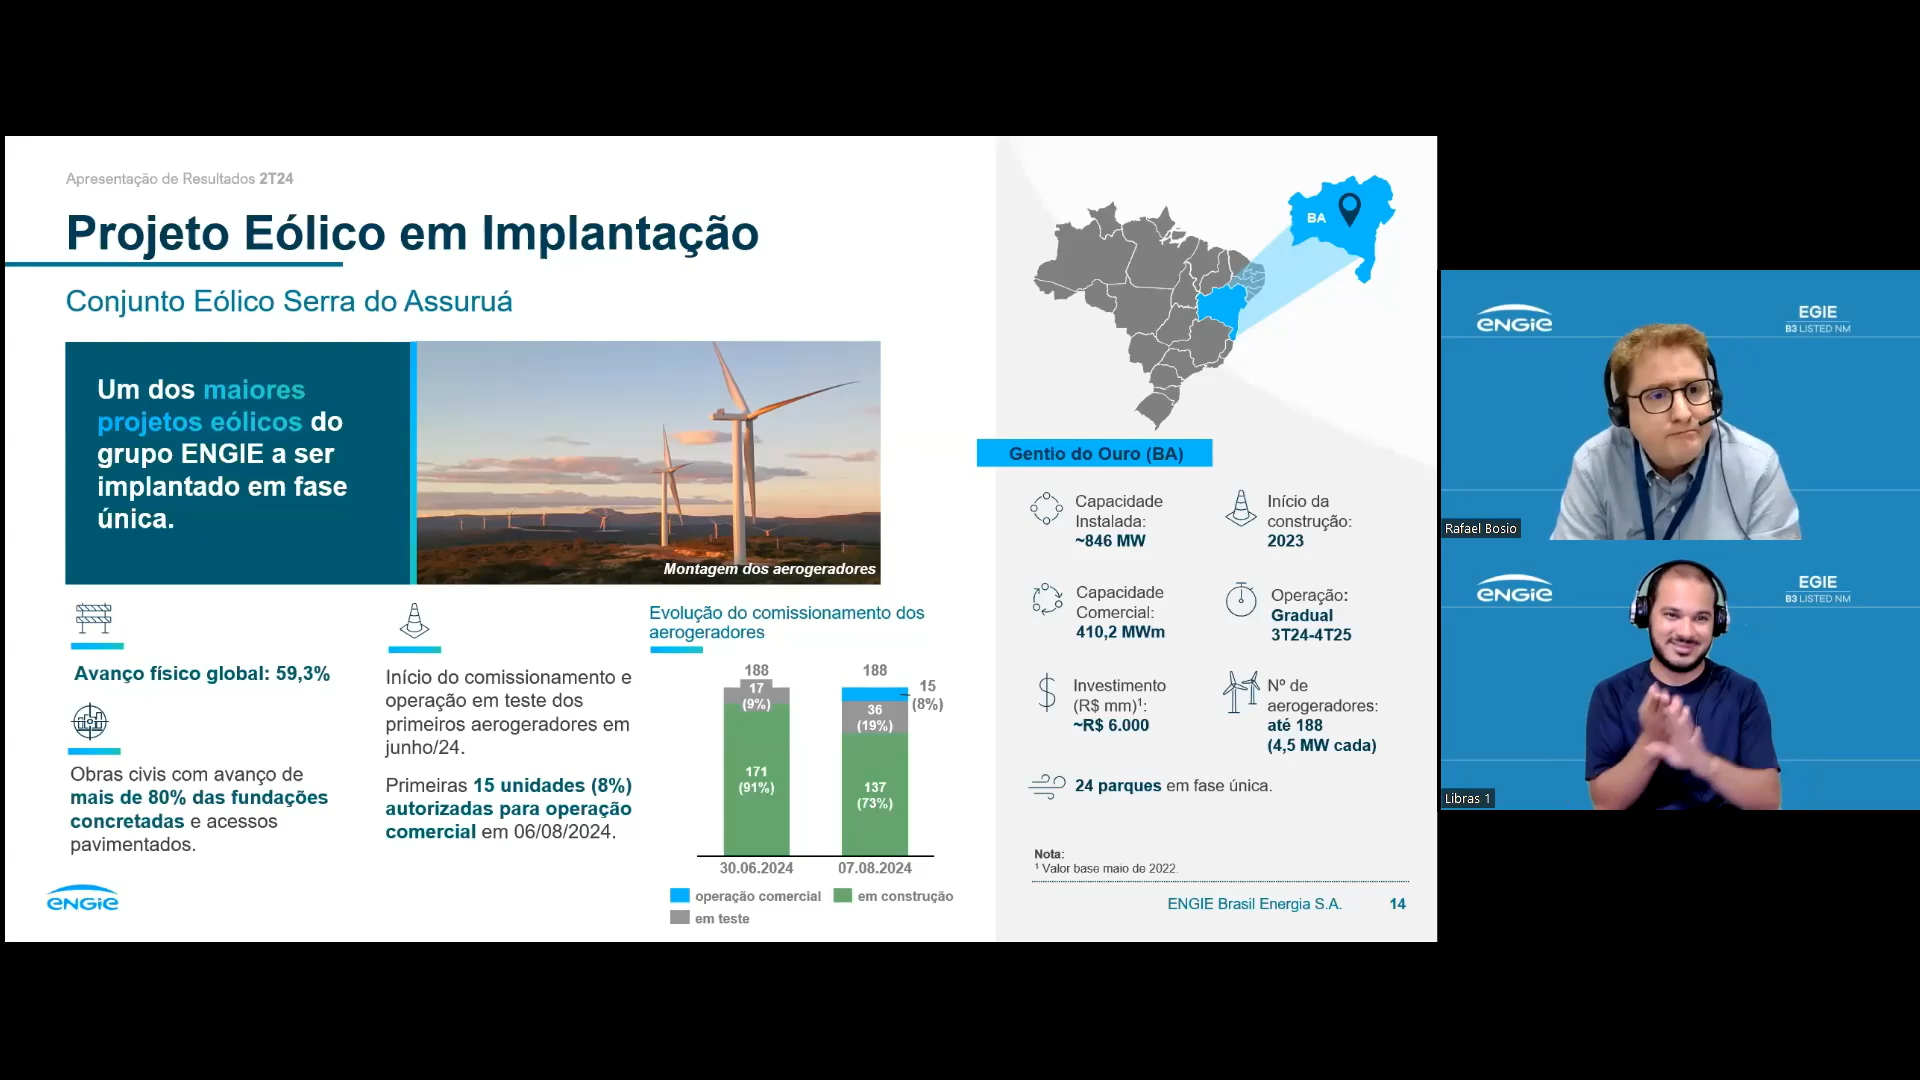 Apresentação de Resultados 2T24
Projeto Eólico em Implantação
Conjunto Eólico Serra do Assuruá
Um dos maiores
projetos eólicos do
grupo ENGIE a ser
implantado em fase
única.
Montagem dos aerogeradores
Avanço físico global: 59,3%
Obras civis com avanço de
mais de 80% das fundações
concretadas e acessos
pavimentados.
Início do comissionamento e
operação em teste dos
primeiros aerogeradores em
junho/24.
Primeiras 15 unidades (8%)
autorizadas para operação
comercial em 06/08/2024.
Evolução do comissionamento dos
aerogeradores
188
17
(9%)
171
(91%)
30.06.2024
188
15
(8%)
36
(19%)
137
(73%)
07.08.2024
operação comercial
em construção
em teste
ENGIE
BA
Gentio do Ouro (BA)
Capacidade
Instalada:
~846 MW
Início da
construção:
2023
Capacidade
Comercial:
410,2 MWm
Operação:
Gradual
3T24-4T25
Investimento
(R$ mm)¹:
~R$ 6.000
Nº de
aerogeradores:
até 188
(4,5 MW cada)
24 parques em fase única.
Nota:
¹ Valor base maio de 2022.
ENGIE Brasil Energia S.A. 14
ENGIE
EGIE
B3 LISTED NM
Rafael Bosio
ENGIE
EGIE
B3 LISTED NM
Libras 1